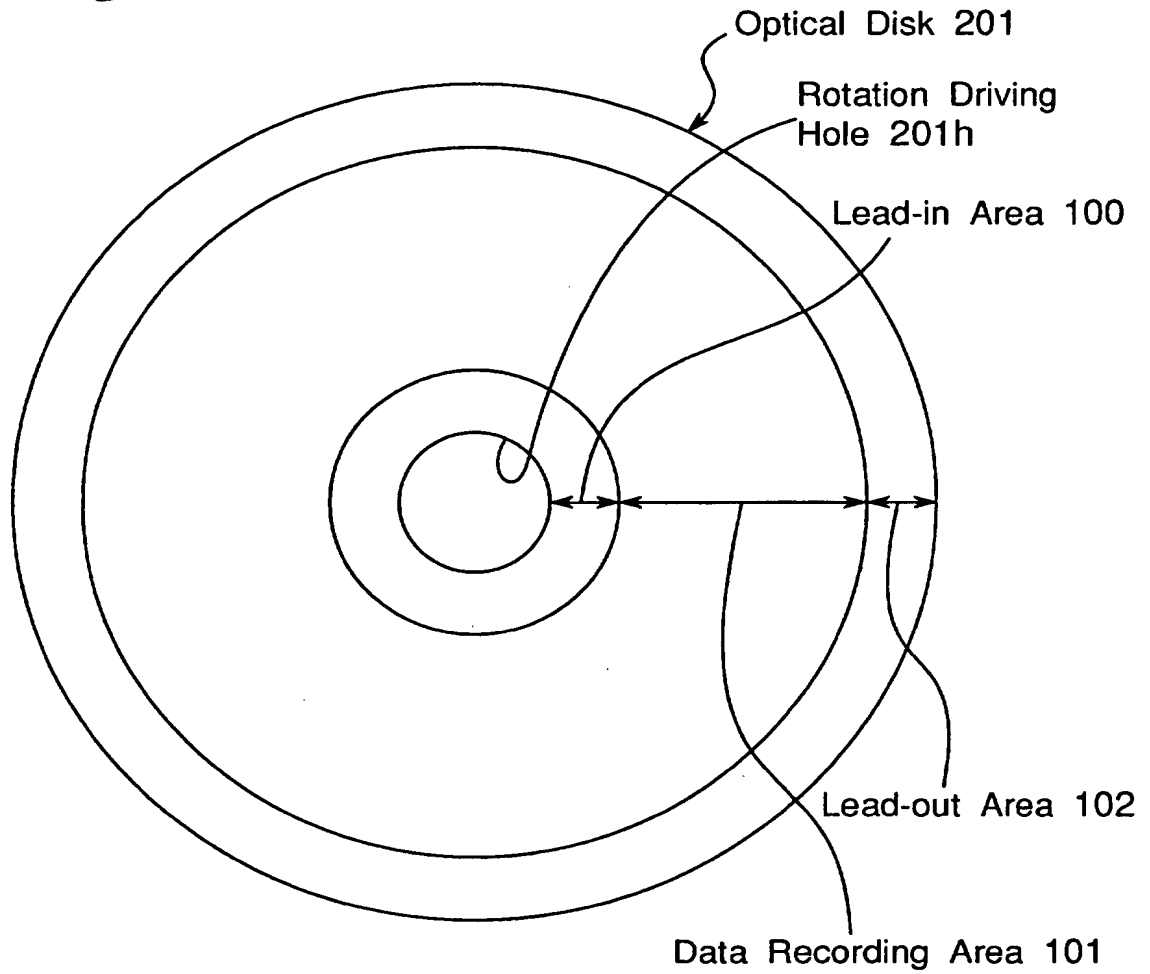 Optical Disk 201
Rotation Driving
Hole 201h
Lead-in Area 100
Lead-out Area 102
Data Recording Area 101